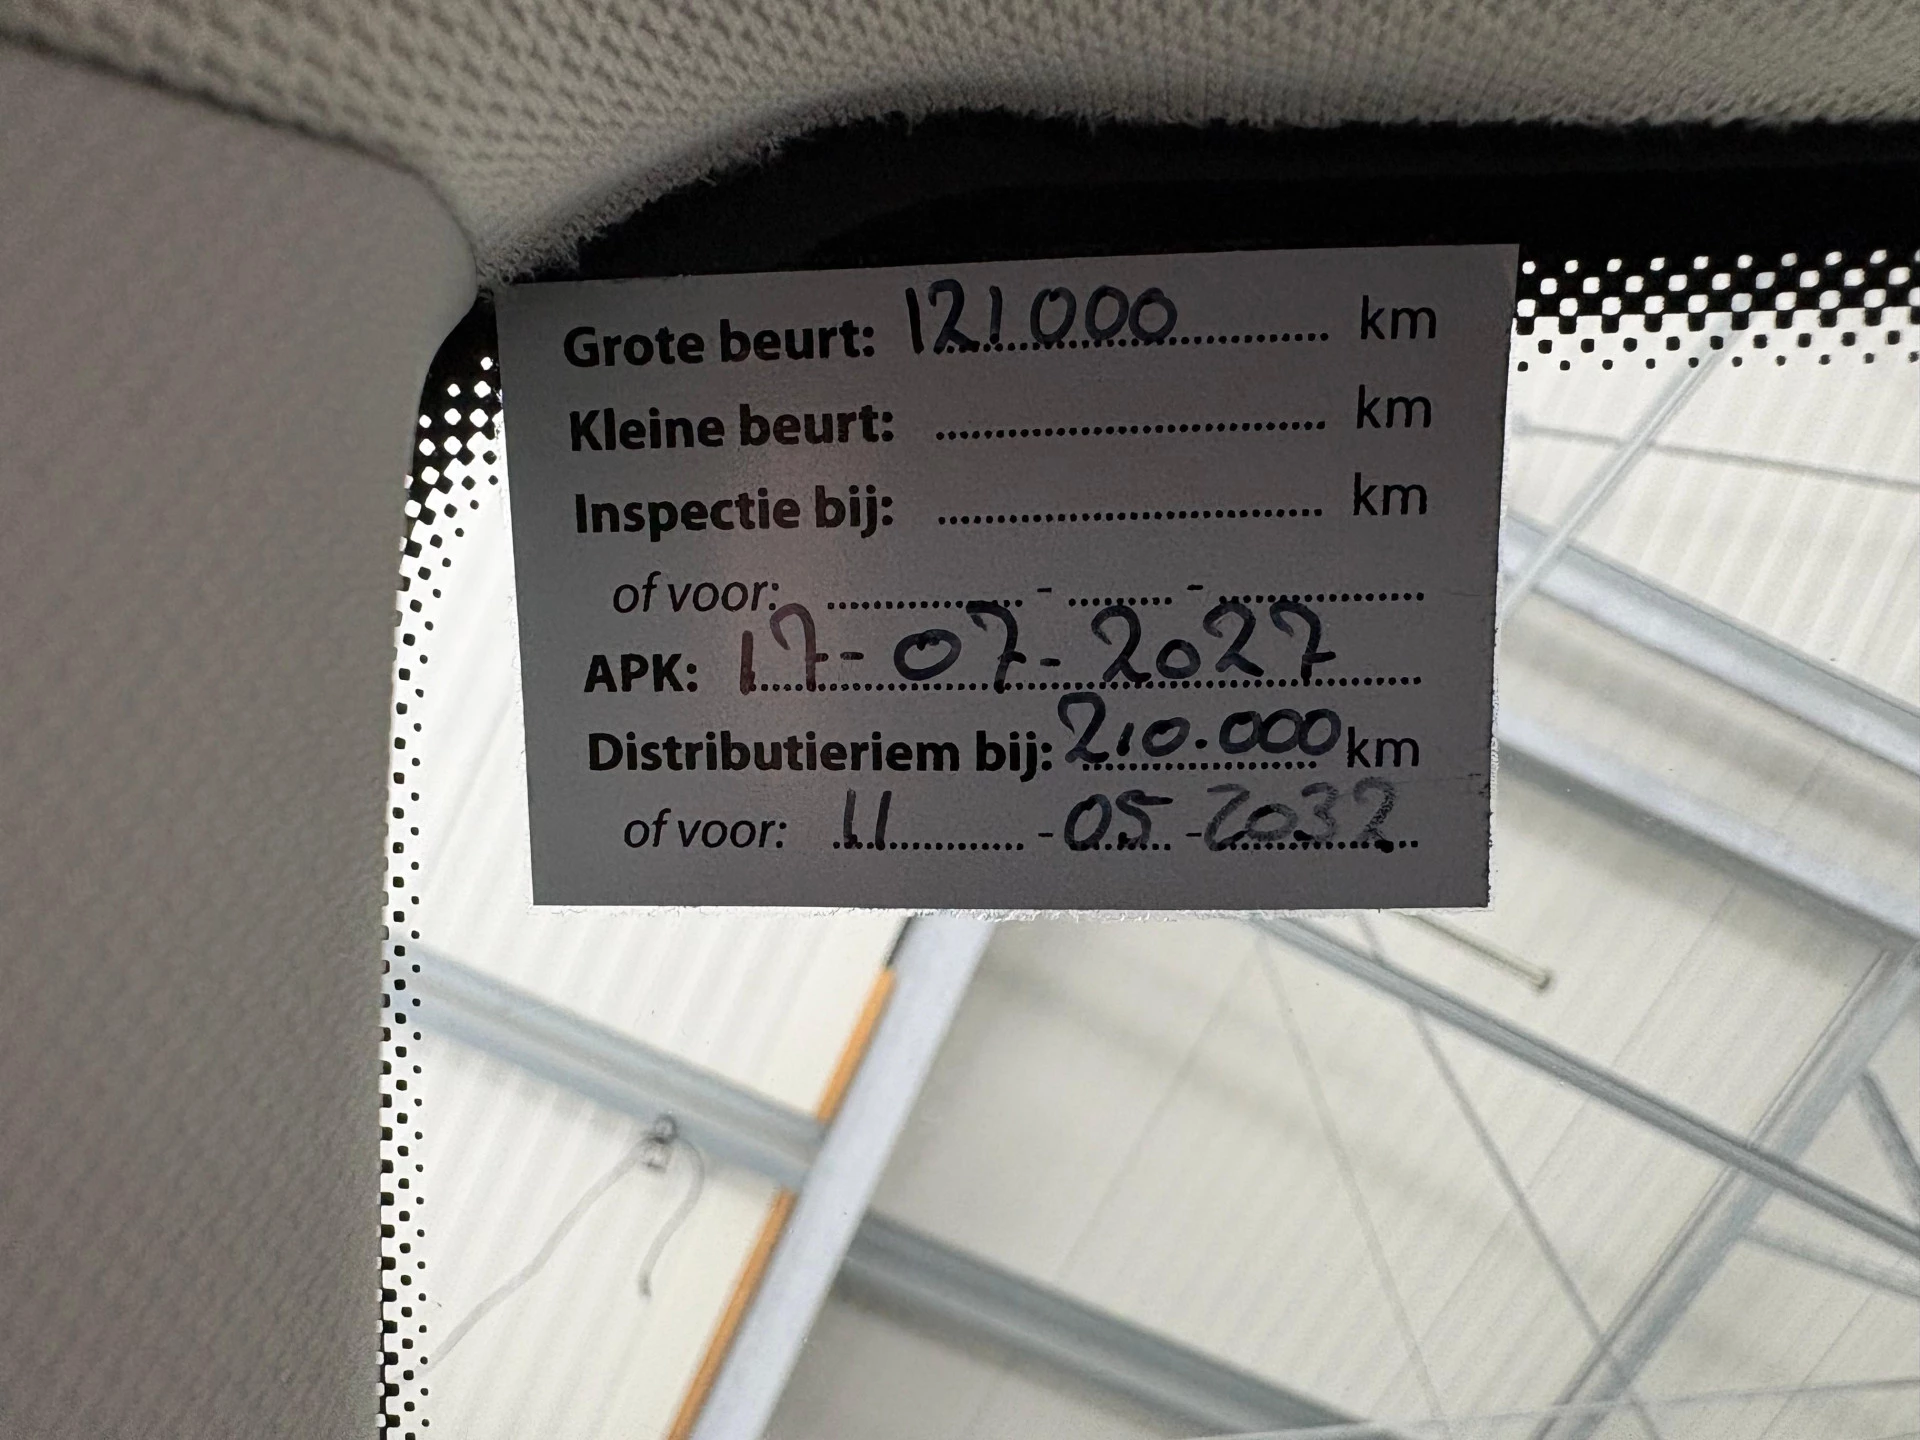 Grote beurt: 121.000 km
Kleine beurt: .............................. km
Inspectie bij: .............................. km
of voor: ............... - ........ - ...............
APK: 17-07-2027
Distributieriem bij: 210.000 km
of voor: 11 - 05 - 2032